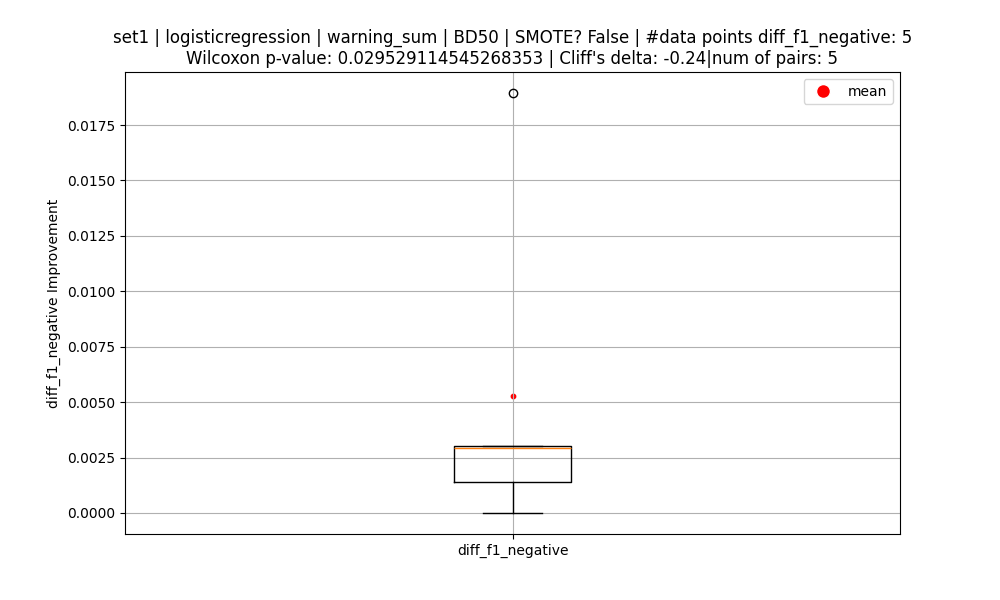 set1 | logisticregression | warning_sum | BD50 | SMOTE? False | #data points diff_f1_negative: 5
Wilcoxon p-value: 0.029529114545268353 | Cliff's delta: -0.24|num of pairs: 5
mean
0.0175
0.0150
0.0125
0.0100
0.0075
0.0050
0.0025
0.0000
diff_f1_negative Improvement
diff_f1_negative